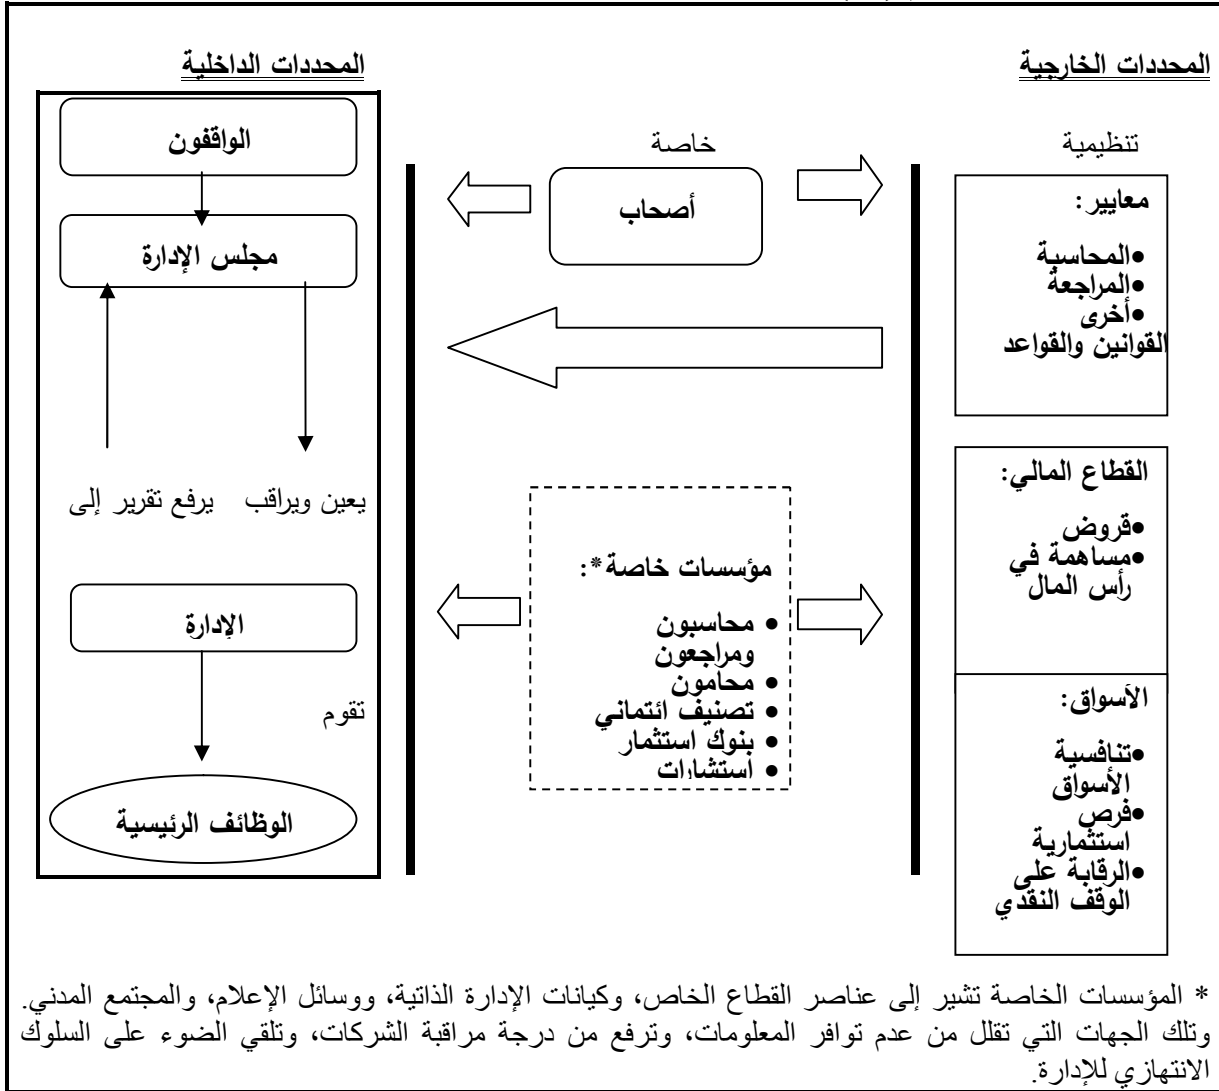 المحددات الخارجية
المحددات الداخلية
تنظيمية
معايير:
•المحاسبة
•المراجعة
•أخرى
القوانين والقواعد
القطاع المالي:
•قروض
•مساهمة في
رأس المال
الأسواق:
•تنافسية
الأسواق
•فرص
استثمارية
•الرقابة على
الوقف النقدي
خاصة
أصحاب
مؤسسات خاصة*:
• محاسبون
ومراجعون
• محامون
• تصنيف ائتماني
• بنوك استثمار
• استشارات
الواقفون
مجلس الإدارة
يعين ويراقب
يرفع تقرير إلى
الإدارة
تقوم
الوظائف الرئيسية
* المؤسسات الخاصة تشير إلى عناصر القطاع الخاص، وكيانات الإدارة الذاتية، ووسائل الإعلام، والمجتمع المدني.
وتلك الجهات التي تقلل من عدم توافر المعلومات، وترفع من درجة مراقبة الشركات، وتلقي الضوء على السلوك
الانتهازي للإدارة.